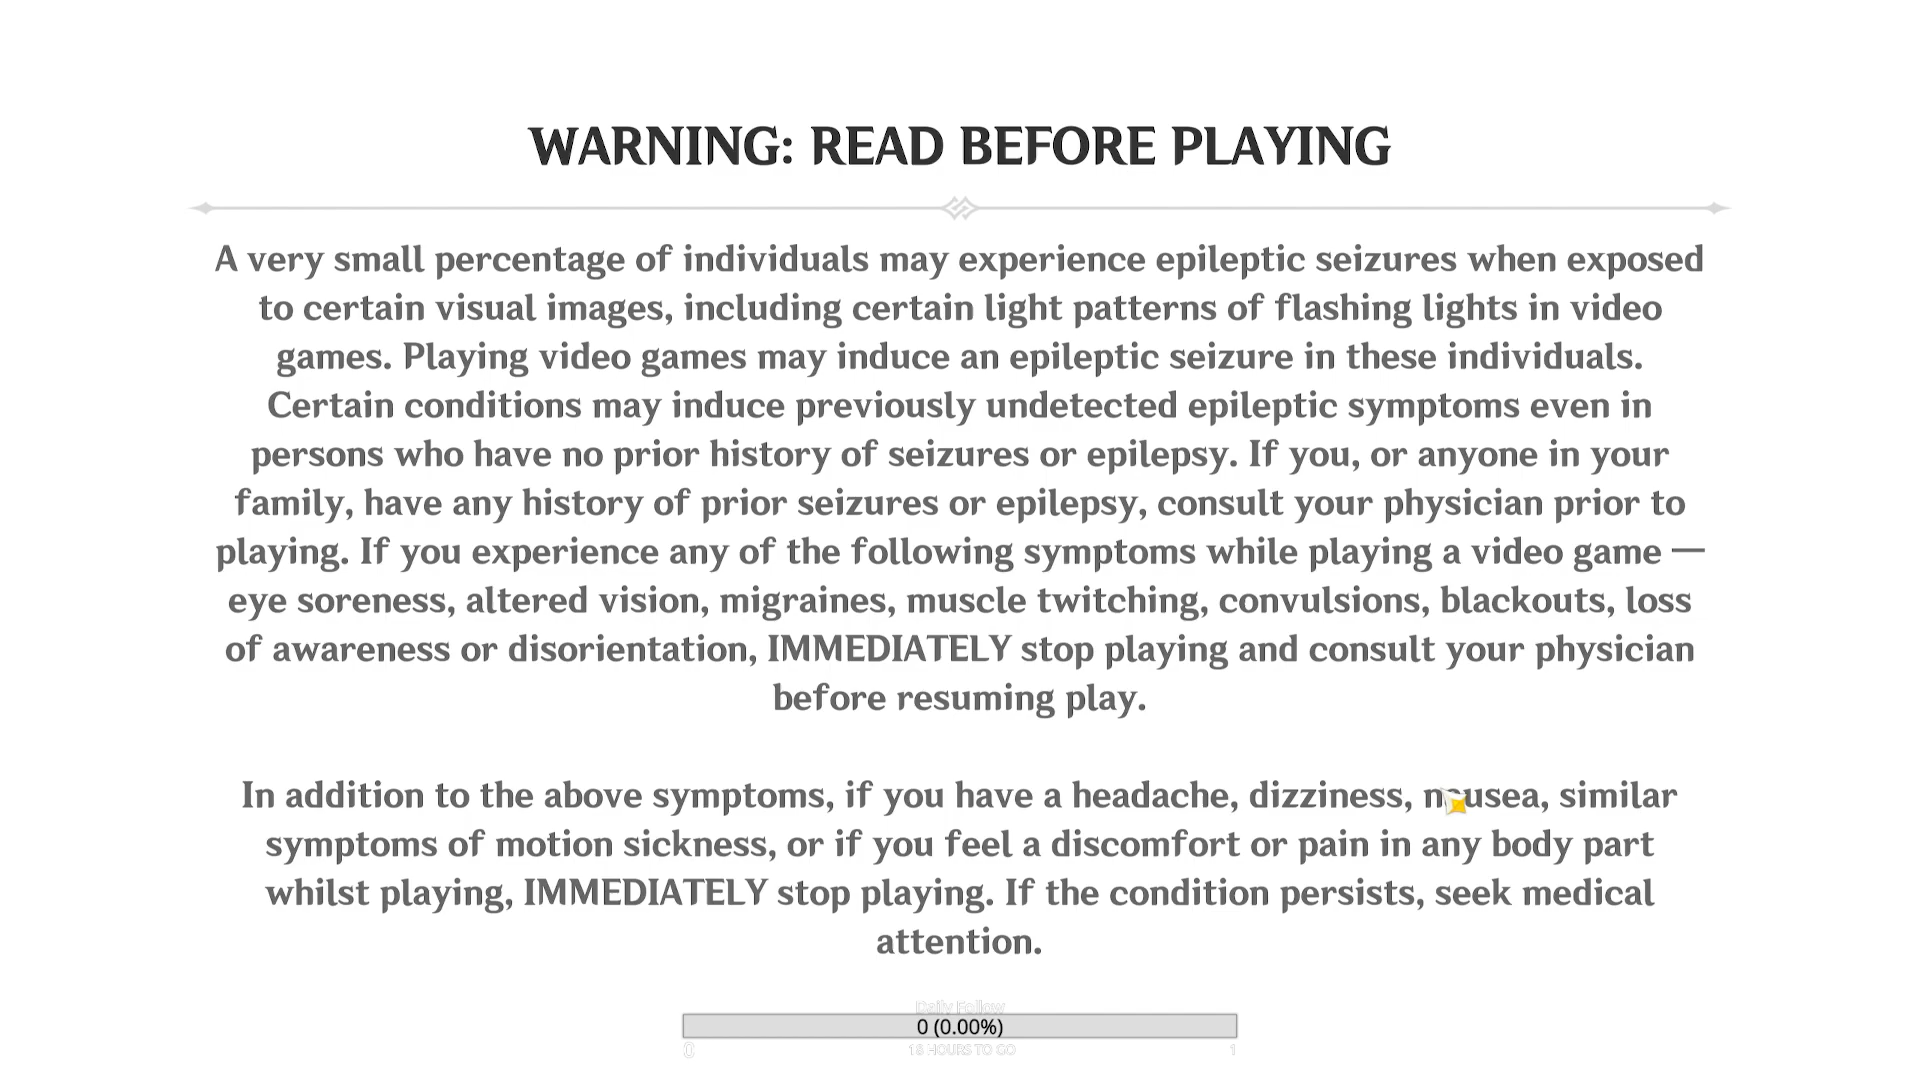 WARNING: READ BEFORE PLAYING
A very small percentage of individuals may experience epileptic seizures when exposed
to certain visual images, including certain light patterns of flashing lights in video
games. Playing video games may induce an epileptic seizure in these individuals.
Certain conditions may induce previously undetected epileptic symptoms even in
persons who have no prior history of seizures or epilepsy. If you, or anyone in your
family, have any history of prior seizures or epilepsy, consult your physician prior to
playing. If you experience any of the following symptoms while playing a video game —
eye soreness, altered vision, migraines, muscle twitching, convulsions, blackouts, loss
of awareness or disorientation, IMMEDIATELY stop playing and consult your physician
before resuming play.
In addition to the above symptoms, if you have a headache, dizziness, nausea, similar
symptoms of motion sickness, or if you feel a discomfort or pain in any body part
whilst playing, IMMEDIATELY stop playing. If the condition persists, seek medical
attention.
Daily Follow
0 (0.00%)
0 18 HOURS TO GO 1